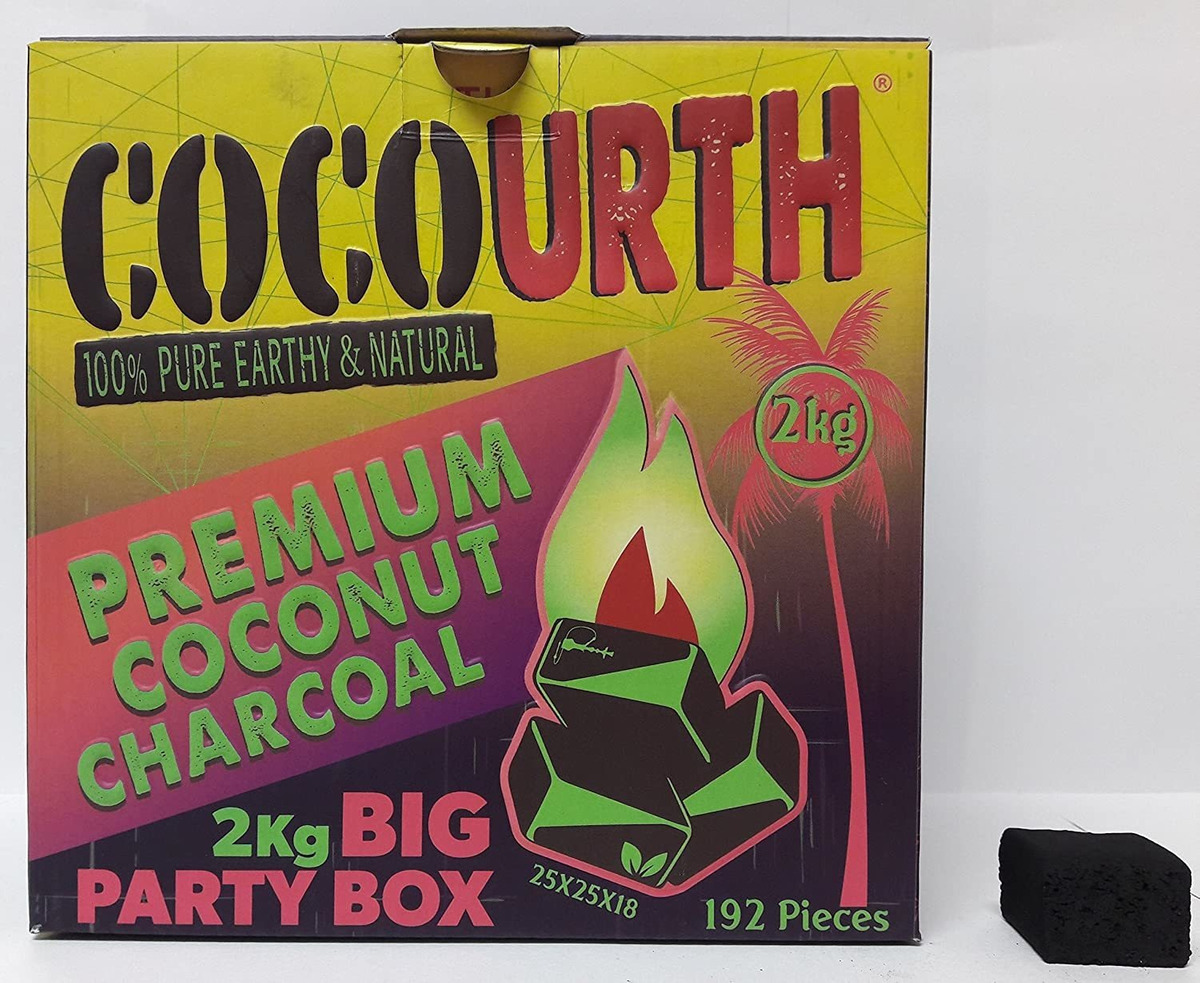 COCOURTH®
100% PURE EARTHY & NATURAL
2kg
PREMIUM
COCONUT
CHARCOAL
2Kg BIG
PARTY BOX
25X25X18
192 Pieces